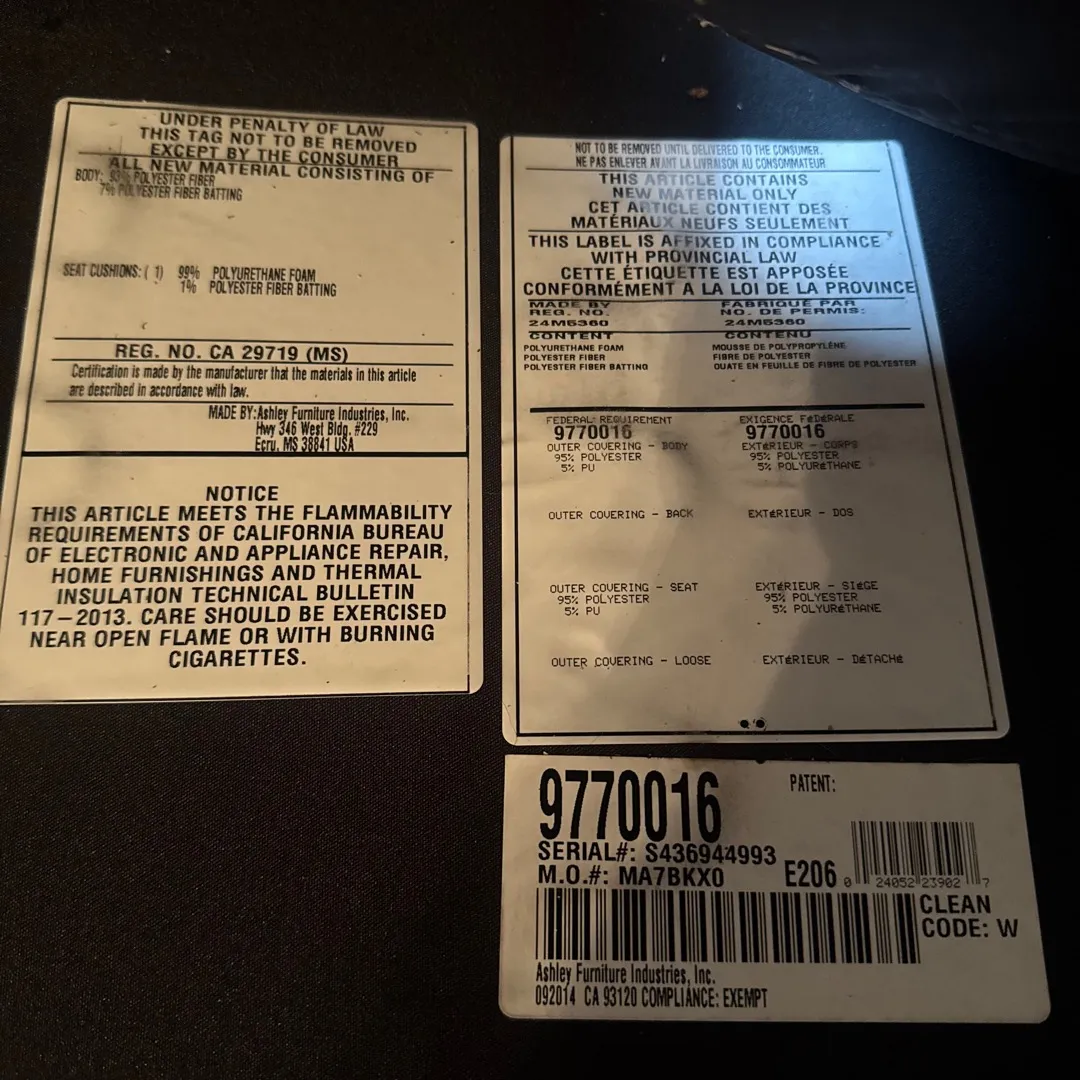 UNDER PENALTY OF LAW
THIS TAG NOT TO BE REMOVED
EXCEPT BY THE CONSUMER
ALL NEW MATERIAL CONSISTING OF
BODY: 93% POLYESTER FIBER
7% POLYESTER FIBER BATTING
SEAT CUSHIONS: ( 1) 99% POLYURETHANE FOAM
1% POLYESTER FIBER BATTING
REG. NO. CA 29719 (MS)
Certification is made by the manufacturer that the materials in this article
are described in accordance with law.
MADE BY:Ashley Furniture Industries, Inc.
Hwy 346 West Bldg. #229
Ecru, MS 38841 USA
NOTICE
THIS ARTICLE MEETS THE FLAMMABILITY
REQUIREMENTS OF CALIFORNIA BUREAU
OF ELECTRONIC AND APPLIANCE REPAIR,
HOME FURNISHINGS AND THERMAL
INSULATION TECHNICAL BULLETIN
117-2013. CARE SHOULD BE EXERCISED
NEAR OPEN FLAME OR WITH BURNING
CIGARETTES.
NOT TO BE REMOVED UNTIL DELIVERED TO THE CONSUMER.
NE PAS ENLEVER AVANT LA LIVRAISON AU CONSOMMATEUR
THIS ARTICLE CONTAINS
NEW MATERIAL ONLY
CET ARTICLE CONTIENT DES
MATÉRIAUX NEUFS SEULEMENT
THIS LABEL IS AFFIXED IN COMPLIANCE
WITH PROVINCIAL LAW
CETTE ÉTIQUETTE EST APPOSÉE
CONFORMÉMENT A LA LOI DE LA PROVINCE
MADE BY FABRIQUÉ PAR
REG. NO. NO. DE PERMIS:
24M5360 24M5360
CONTENT CONTENU
POLYURETHANE FOAM MOUSSE DE POLYPROPYLÈNE
POLYESTER FIBER FIBRE DE POLYESTER
POLYESTER FIBER BATTING OUATE EN FEUILLE DE FIBRE DE POLYESTER
FEDERAL REQUIREMENT EXIGENCE FÉDÉRALE
9770016 9770016
OUTER COVERING - BODY EXTÉRIEUR - CORPS
95% POLYESTER 95% POLYESTER
5% PU 5% POLYURÉTHANE
OUTER COVERING - BACK EXTÉRIEUR - DOS
OUTER COVERING - SEAT EXTÉRIEUR - SIÉGE
95% POLYESTER 95% POLYESTER
5% PU 5% POLYURÉTHANE
OUTER COVERING - LOOSE EXTÉRIEUR - DÉTACHÉ
9770016 PATENT:
SERIAL#: S436944993
M.O.#: MA7BKX0 E206 0 24052 23902 7
CLEAN
CODE: W
Ashley Furniture Industries, Inc.
092014 CA 93120 COMPLIANCE: EXEMPT